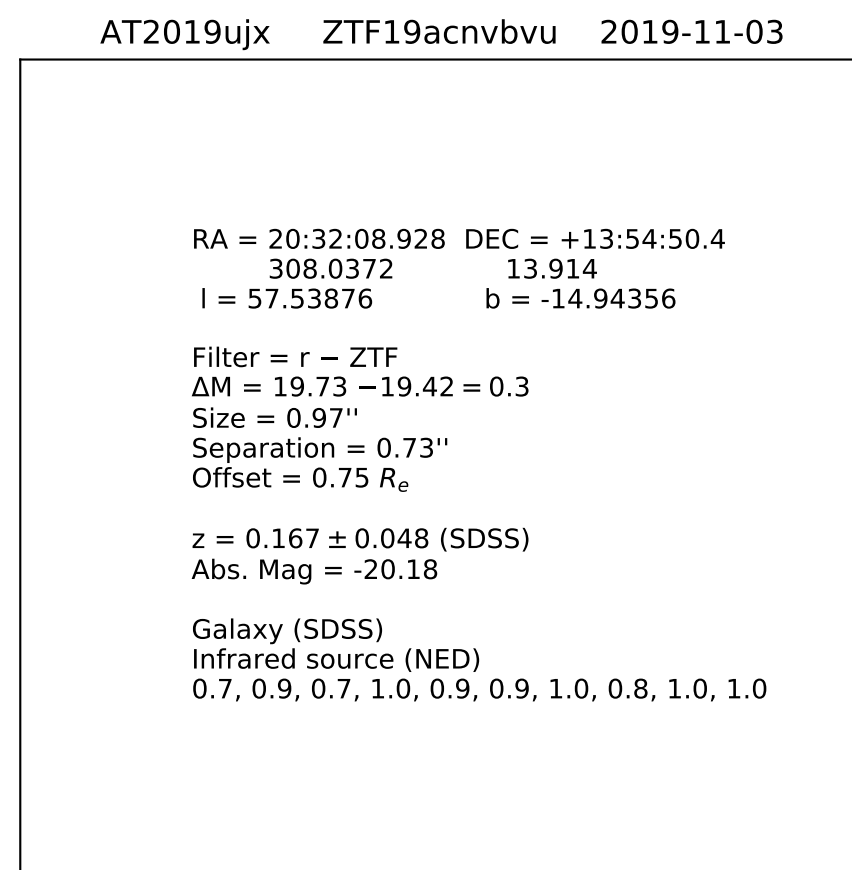 AT2019ujx ZTF19acnvbvu 2019-11-03
RA = 20:32:08.928 DEC = +13:54:50.4
308.0372 13.914
l = 57.53876 b = -14.94356
Filter = r − ZTF
ΔM = 19.73 −19.42 = 0.3
Size = 0.97''
Separation = 0.73''
Offset = 0.75 Re
z = 0.167 ± 0.048 (SDSS)
Abs. Mag = -20.18
Galaxy (SDSS)
Infrared source (NED)
0.7, 0.9, 0.7, 1.0, 0.9, 0.9, 1.0, 0.8, 1.0, 1.0